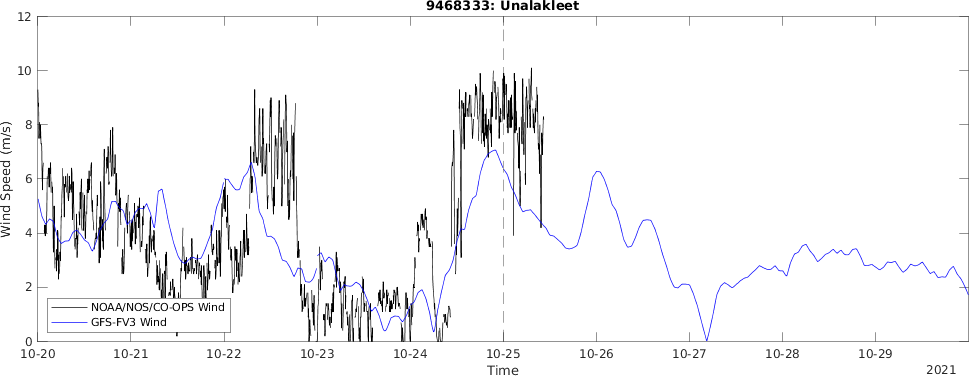 9468333: Unalakleet
12
10
8
6
4
2
0
Wind Speed (m/s)
NOAA/NOS/CO-OPS Wind
GFS-FV3 Wind
10-20 10-21 10-22 10-23 10-24 10-25 10-26 10-27 10-28 10-29
Time
2021